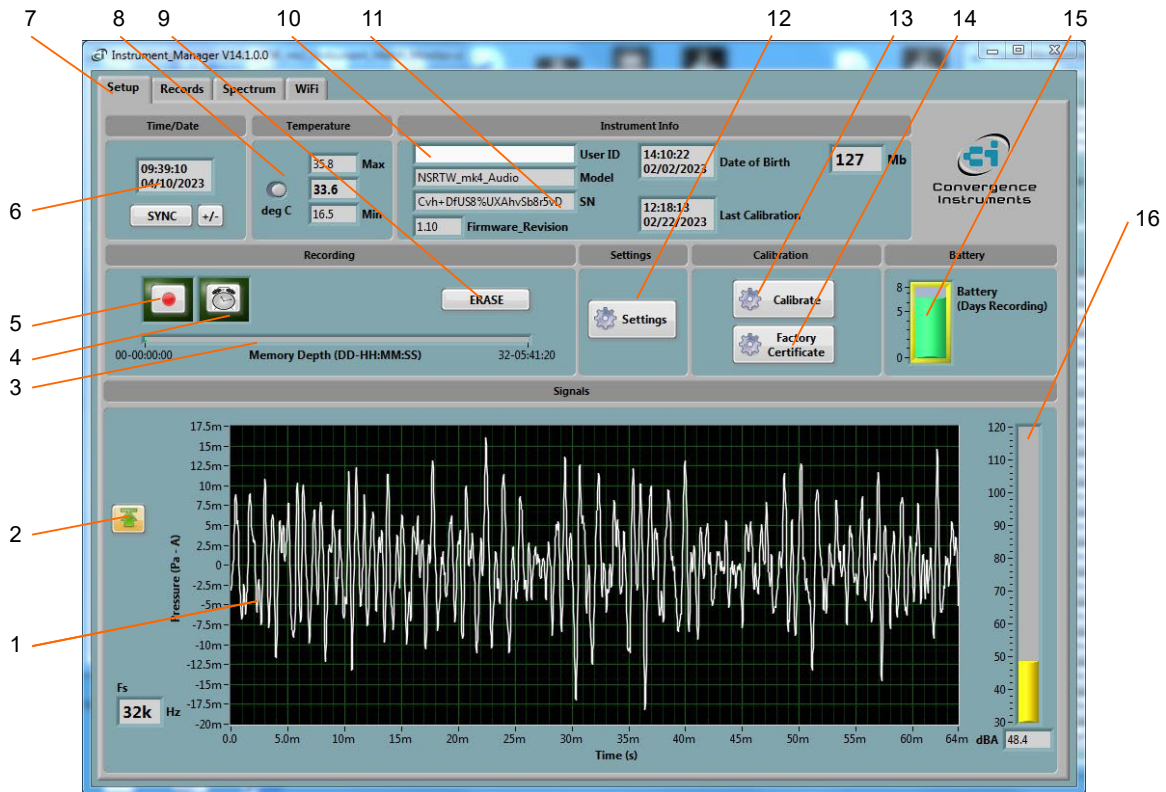 7 8 9 10 11 12 13 14 15
Instrument_Manager V14.1.0.0
Setup Records Spectrum WiFi
Time/Date Temperature Instrument Info
09:39:10
04/10/2023
SYNC +/-
35.8 Max
33.6
deg C 16.5 Min
User ID
NSRTW_mk4_Audio Model
SN
1.10 Firmware_Revision
14:10:22
02/02/2023 Date of Birth
12:18:13
02/22/2023 Last Calibration
127 Mb
Convergence
Instruments
6
16
Recording Settings Calibration Battery
ERASE
Settings
Calibrate
Factory
Certificate
8
5
0
Battery
(Days Recording)
5
4
3
00-00:00:00 Memory Depth (DD-HH:MM:SS) 32-05:41:20
Signals
17.5m
15m
12.5m
10m
7.5m
5m
2.5m
0
-2.5m
-5m
-7.5m
-10m
-12.5m
-15m
-17.5m
-20m
Pressure (Pa - A)
2
1
Fs
32k Hz
0.0 5.0m 10m 15m 20m 25m 30m 35m 40m 45m 50m 55m 60m 64m
Time (s)
120
110
100
90
80
70
60
50
40
30
dBA 48.4